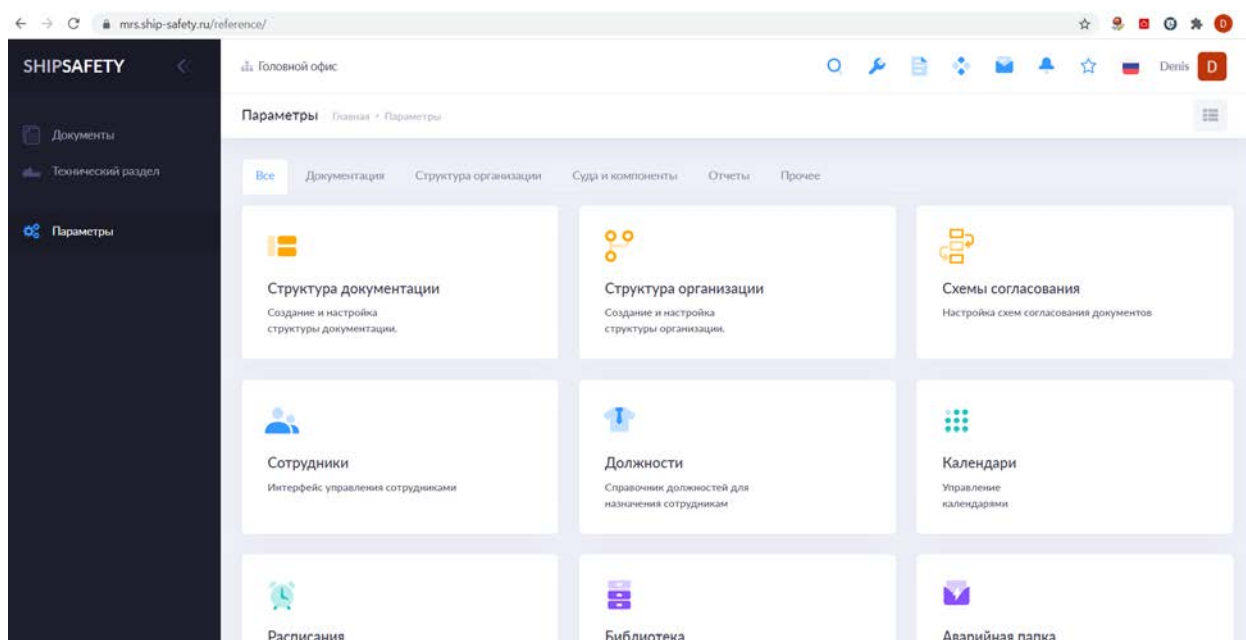 mrs.ship-safety.ru/reference/
D
SHIPSAFETY
Головной офис
Denis D
Параметры Главная • Параметры
Документы
Технический раздел
Параметры
Все Документация Структура организации Суда и компоненты Отчеты Прочее
Структура документации
Создание и настройка
структуры документации.
Структура организации
Создание и настройка
структуры организации.
Схемы согласования
Настройка схем согласования документов
Сотрудники
Интерфейс управления сотрудниками
Должности
Справочник должностей для
назначения сотрудникам
Календари
Управление
календарями
Расписания
Библиотека
Аварийная папка